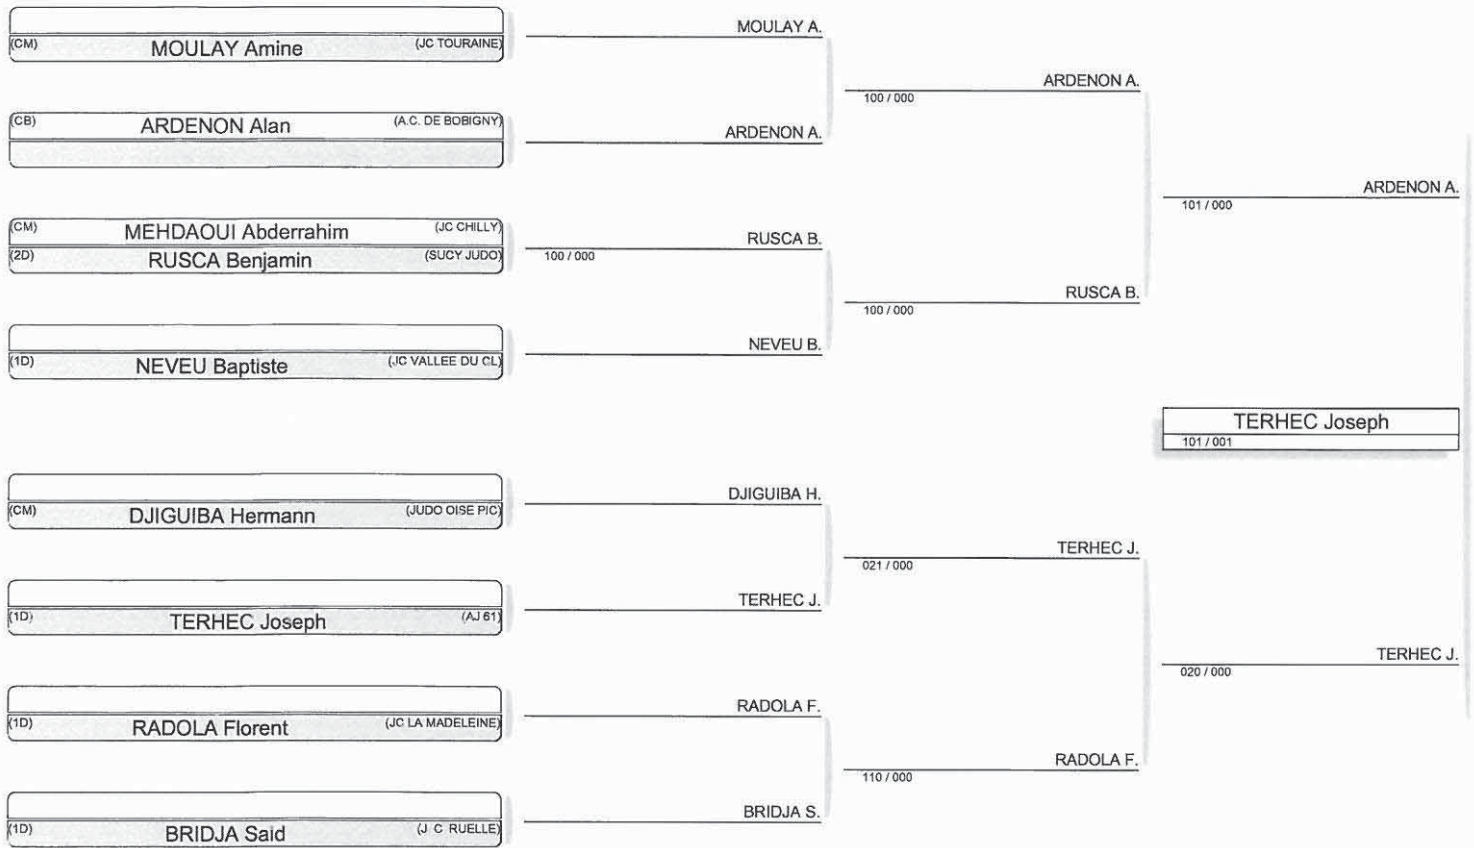 (CM) MOULAY Amine (JC TOURAINE)
(CB) ARDENON Alan (A.C. DE BOBIGNY)
(CM) MEHDAOUI Abderrahim (JC CHILLY)
(2D) RUSCA Benjamin (SUCY JUDO)
(1D) NEVEU Baptiste (JC VALLEE DU CL)
(CM) DJIGUIBA Hermann (JUDO OISE PIC)
(1D) TERHEC Joseph (AJ 61)
(1D) RADOLA Florent (JC LA MADELEINE)
(1D) BRIDJA Said (J C RUELLE)
MOULAY A.
ARDENON A.
RUSCA B.
100 / 000
NEVEU B.
DJIGUIBA H.
TERHEC J.
RADOLA F.
BRIDJA S.
ARDENON A.
100 / 000
RUSCA B.
100 / 000
TERHEC J.
021 / 000
RADOLA F.
110 / 000
ARDENON A.
101 / 000
TERHEC Joseph
101 / 001
TERHEC J.
020 / 000